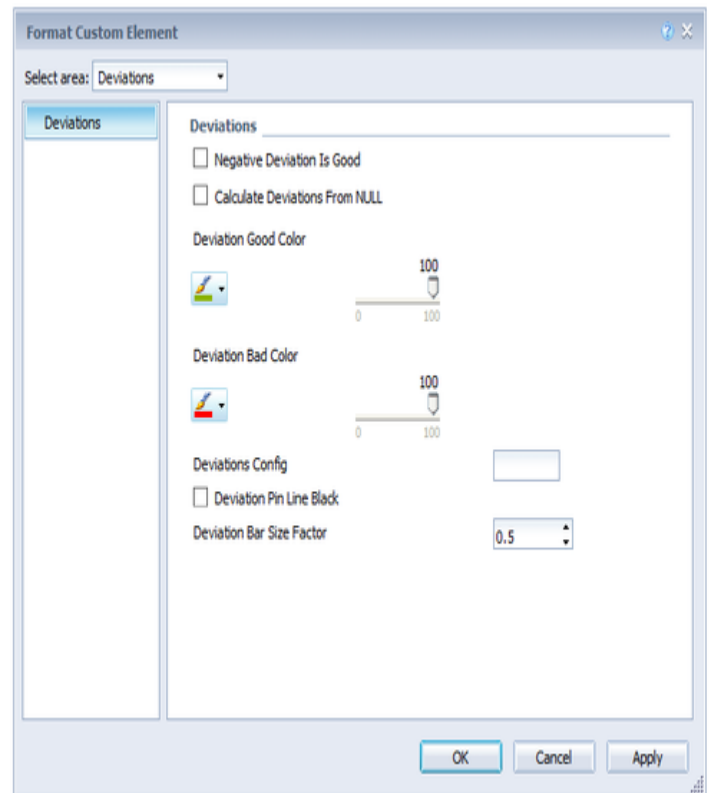 Format Custom Element
Select area: Deviations
Deviations
Deviations
Negative Deviation Is Good
Calculate Deviations From NULL
Deviation Good Color
100
0 100
Deviation Bad Color
100
0 100
Deviations Config
Deviation Pin Line Black
Deviation Bar Size Factor 0.5
OK Cancel Apply